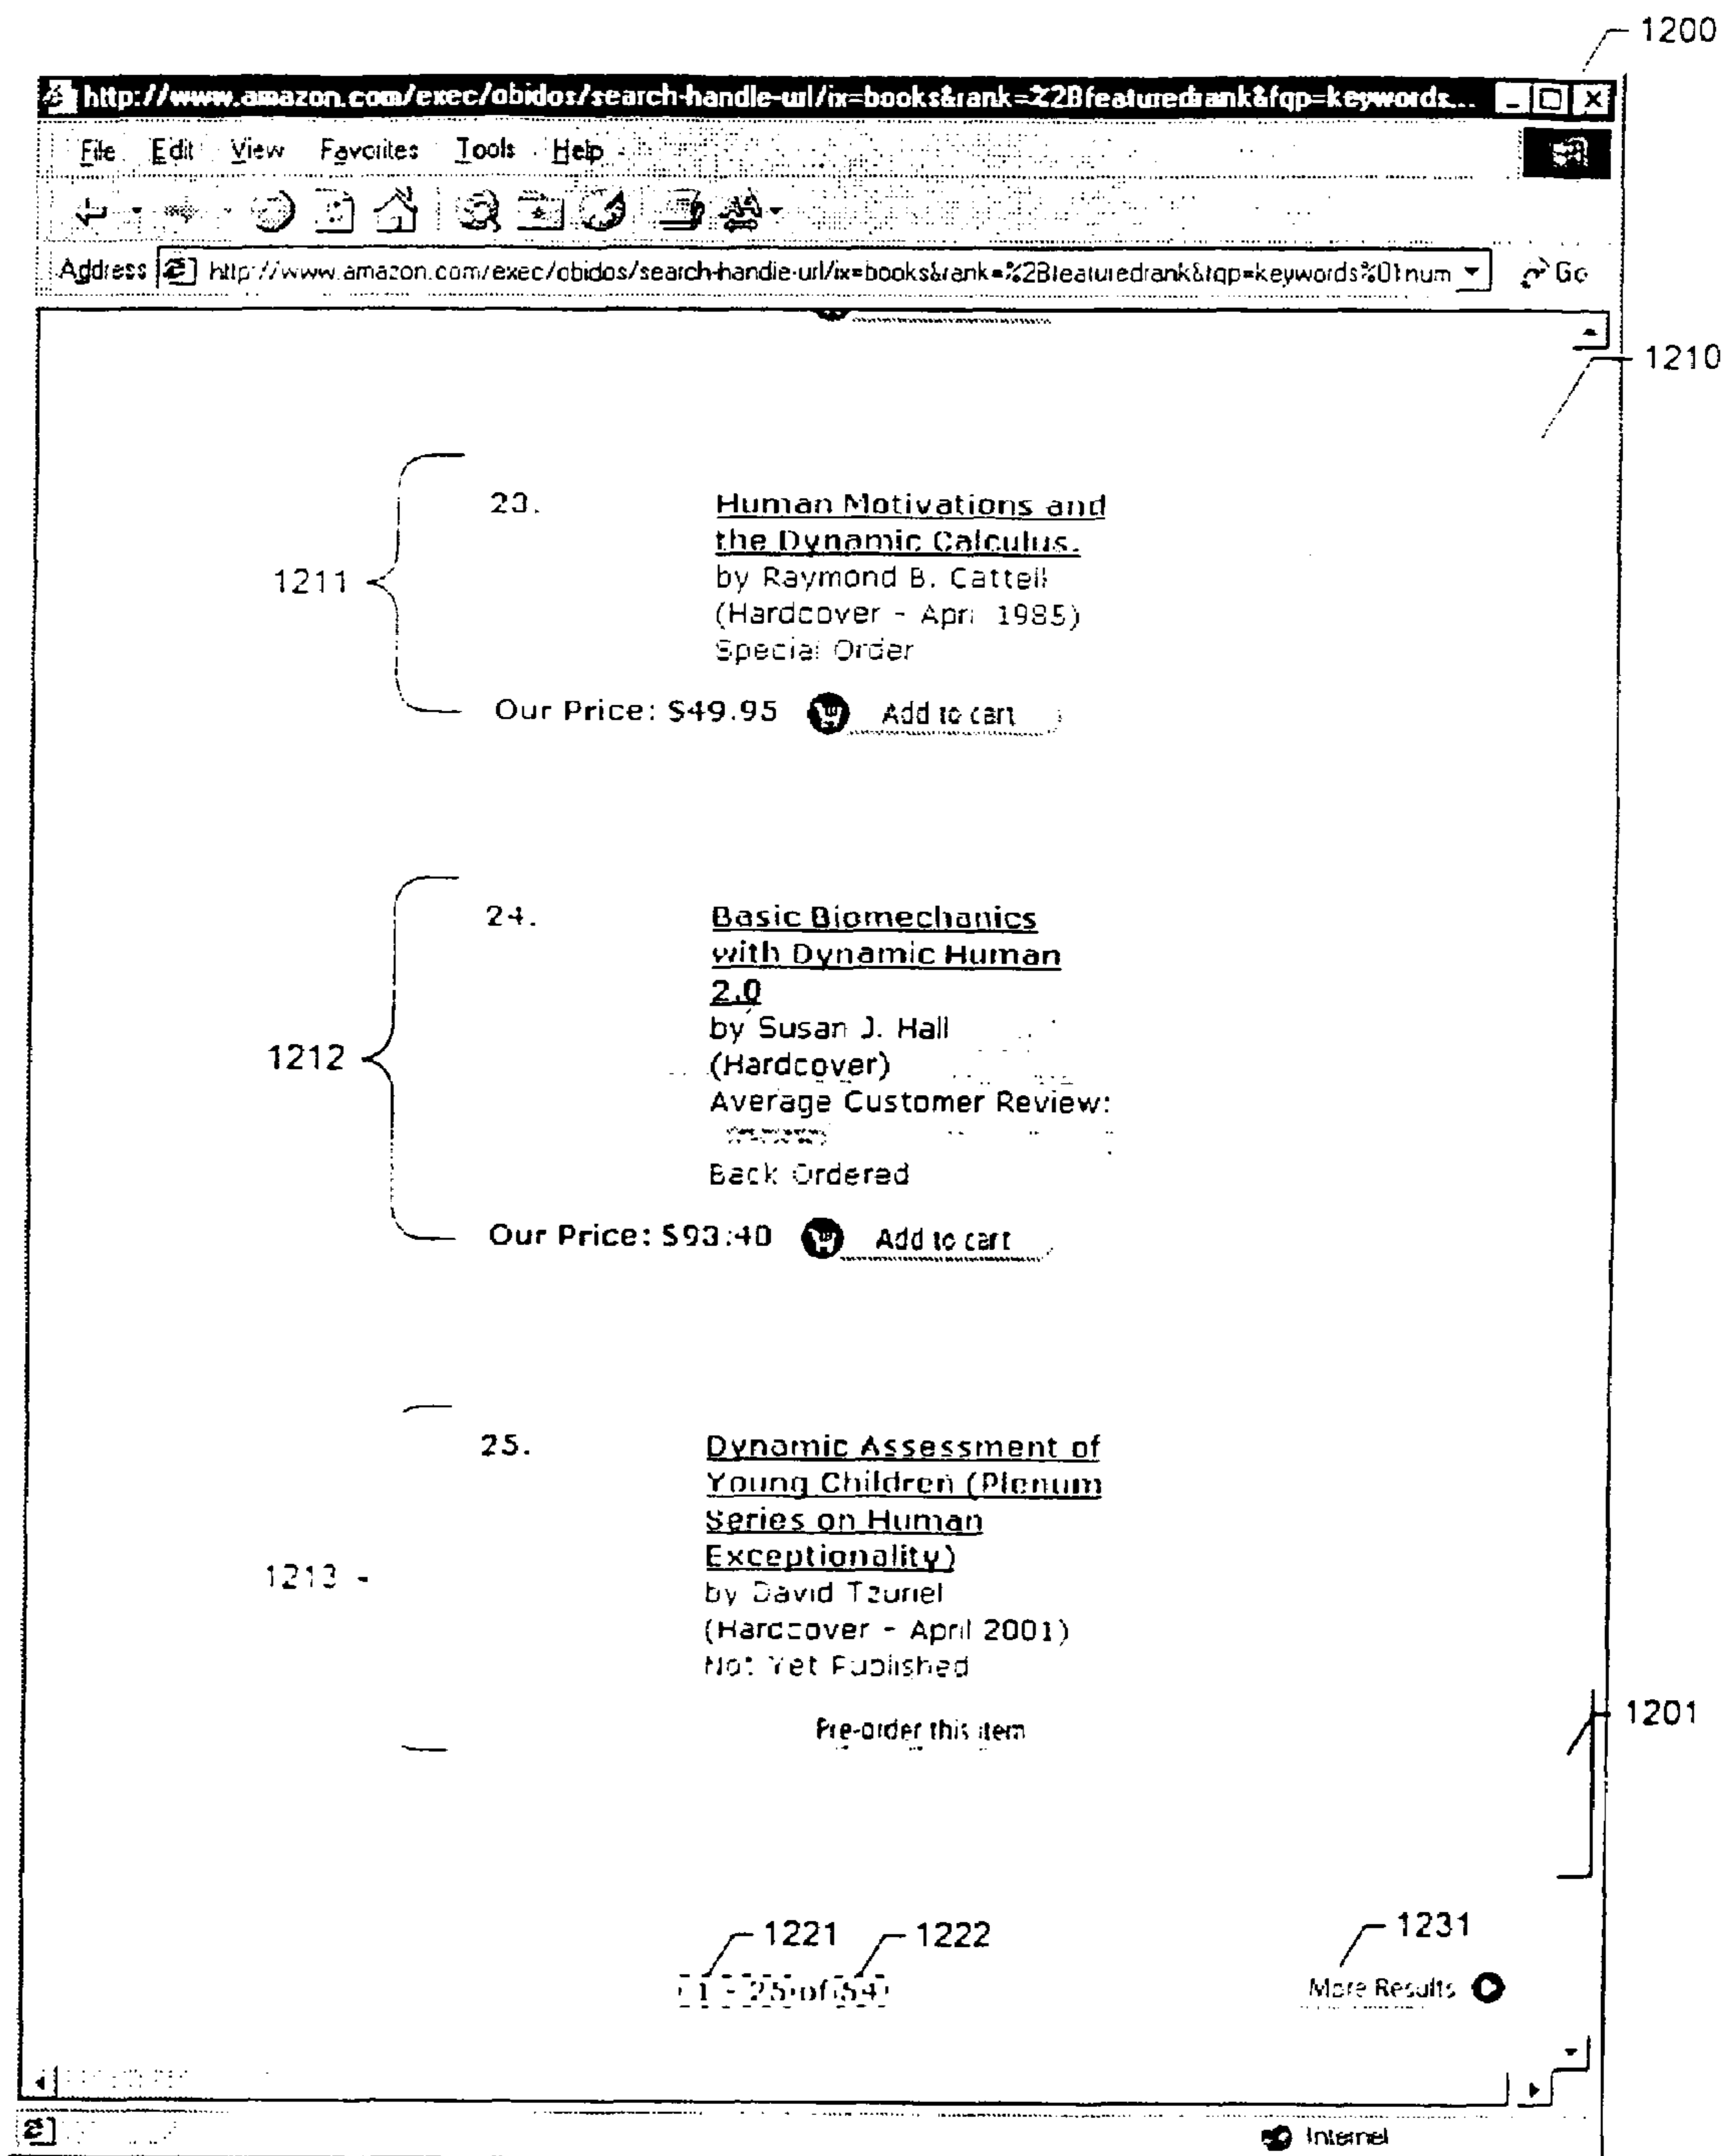 1200
http://www.amazon.com/exec/obidos/search-handle-url/ix=books&rank=%2Bfeaturedrank&fqp=keywords...
File Edit View Favorites Tools Help
Address http://www.amazon.com/exec/obidos/search-handle-url/ix=books&rank=%2Bfeaturedrank&fqp=keywords%01num Go
1210
1211
23. Human Motivations and
the Dynamic Calculus.
by Raymond B. Cattell
(Hardcover - April 1985)
Special Order
Our Price: $49.95 Add to cart
1212
24. Basic Biomechanics
with Dynamic Human
2.0
by Susan J. Hall
(Hardcover)
Average Customer Review:
Back Ordered
Our Price: $93.40 Add to cart
1213
25. Dynamic Assessment of
Young Children (Plenum
Series on Human
Exceptionality)
by David Tzuriel
(Hardcover - April 2001)
Not Yet Published
Pre-order this item
1201
1221 1222 1231
1 - 25 of 54 More Results
Internet